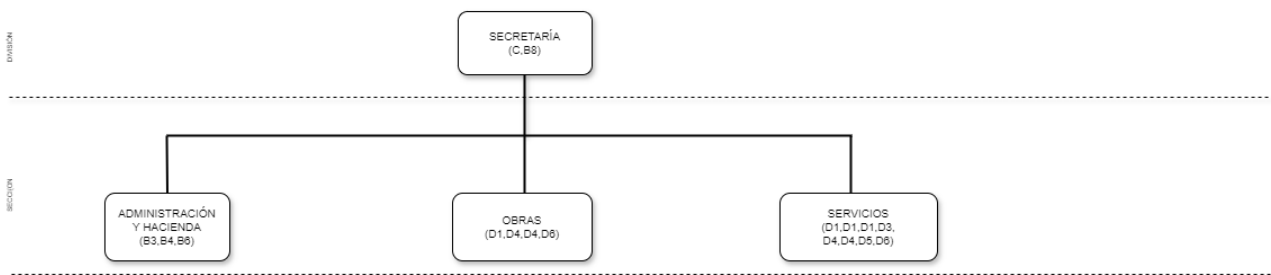 DIVISIÓN
SECRETARÍA
(C,B8)
SECCION
ADMINISTRACIÓN
Y HACIENDA
(B3,B4,B6)
OBRAS
(D1,D4,D4,D6)
SERVICIOS
(D1,D1,D1,D3,
D4,D4,D5,D6)